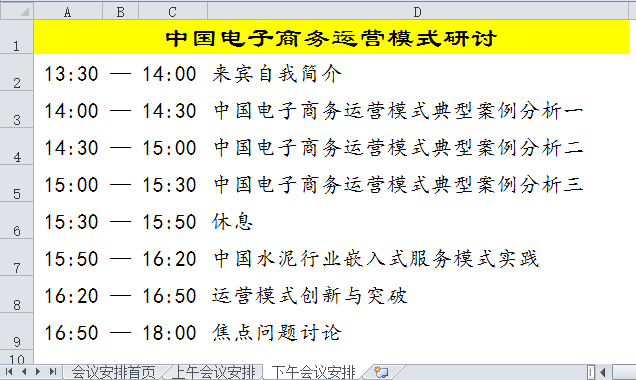 A B C D
1 中国电子商务运营模式研讨
2 13:30 — 14:00 来宾自我简介
3 14:00 — 14:30 中国电子商务运营模式典型案例分析一
4 14:30 — 15:00 中国电子商务运营模式典型案例分析二
5 15:00 — 15:30 中国电子商务运营模式典型案例分析三
6 15:30 — 15:50 休息
7 15:50 — 16:20 中国水泥行业嵌入式服务模式实践
8 16:20 — 16:50 运营模式创新与突破
9 16:50 — 18:00 焦点问题讨论
10
会议安排首页 上午会议安排 下午会议安排